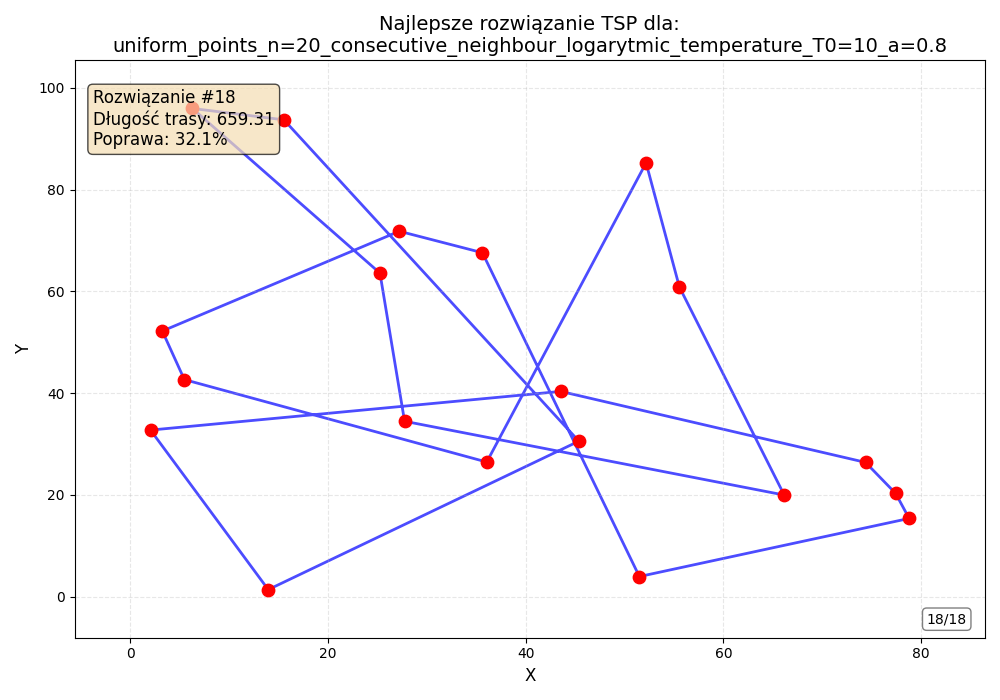 Najlepsze rozwiązanie TSP dla:
uniform_points_n=20_consecutive_neighbour_logarytmic_temperature_T0=10_a=0.8
Rozwiązanie #18
Długość trasy: 659.31
Poprawa: 32.1%
100
80
60
40
20
0
Y
18/18
0 20 40 60 80
X